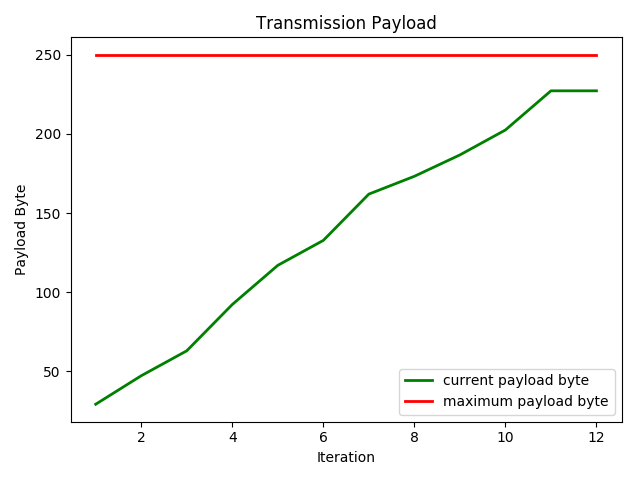 Transmission Payload
250
200
150
100
50
Payload Byte
current payload byte
maximum payload byte
2 4 6 8 10 12
Iteration